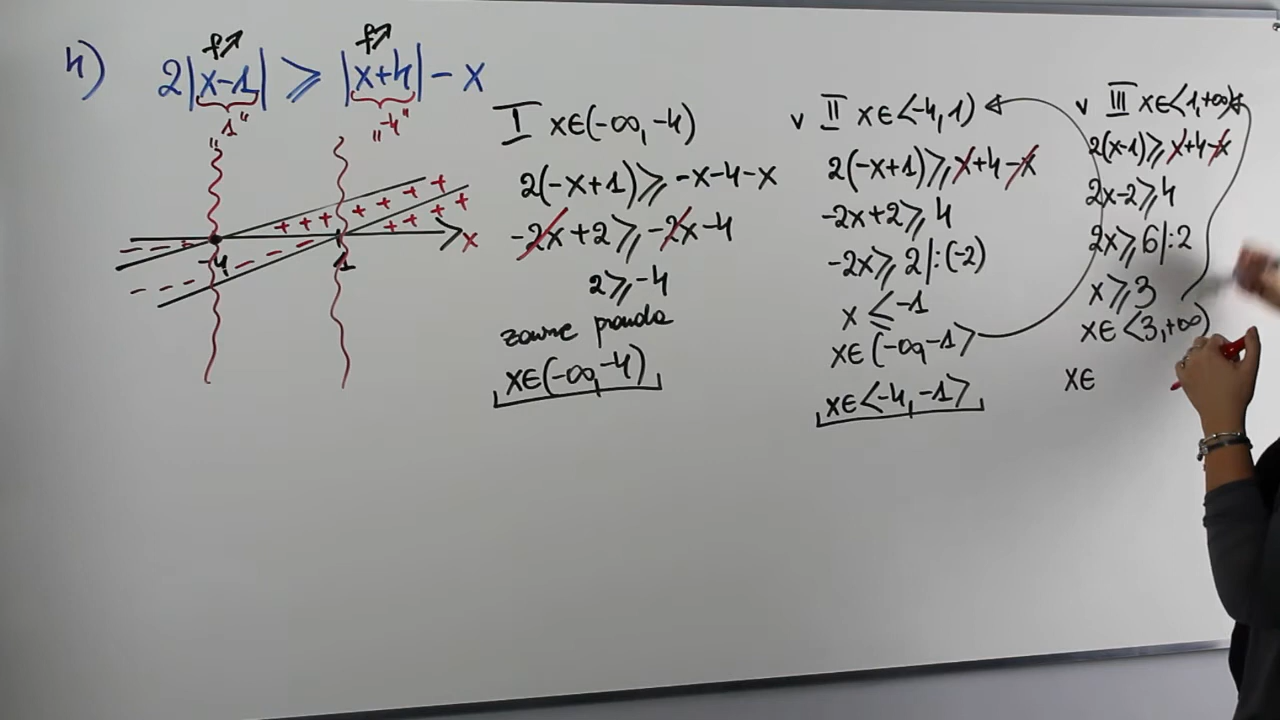 4) 2|x-1| ⩾ |x+4| - x
f↗ f↗
"1" "-4"
- - - + + + + + + +
-4 1 x
- - - - + + + +
I x∈(-∞,-4)
2(-x+1)⩾-x-4-x
-2x+2⩾-2x-4
2⩾-4
zawsze prawda
x∈(-∞,-4)
v II x∈<-4,1)
2(-x+1)⩾x+4-x
-2x+2⩾4
-2x⩾2 |:(-2)
x⩽-1
x∈(-∞,-1>
x∈<-4,-1>
v III x∈<1,+∞)
2(x-1)⩾x+4-x
2x-2⩾4
2x⩾6|:2
x⩾3
x∈<3,+∞)
x∈